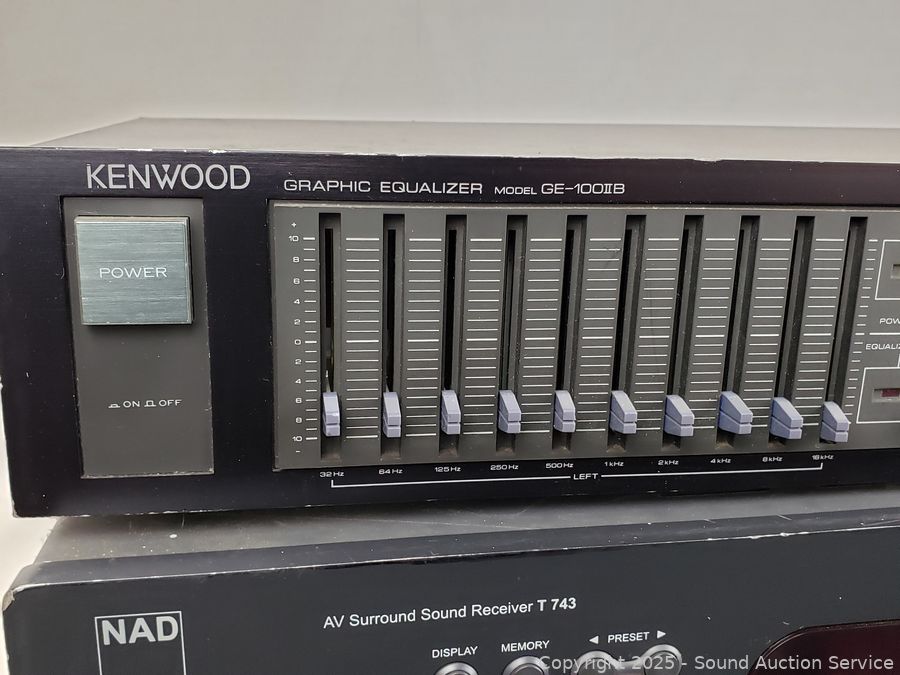 KENWOOD
GRAPHIC EQUALIZER MODEL GE-100IIB
POWER
ON OFF
+
10
8
6
4
2
0
2
4
6
8
10
-
32 Hz 64 Hz 125 Hz 250 Hz 500 Hz 1 kHz 2 kHz 4 kHz 8 kHz 16 kHz
LEFT
NAD
AV Surround Sound Receiver T 743
DISPLAY MEMORY ◄ PRESET ►
Copyright 2025 - Sound Auction Service